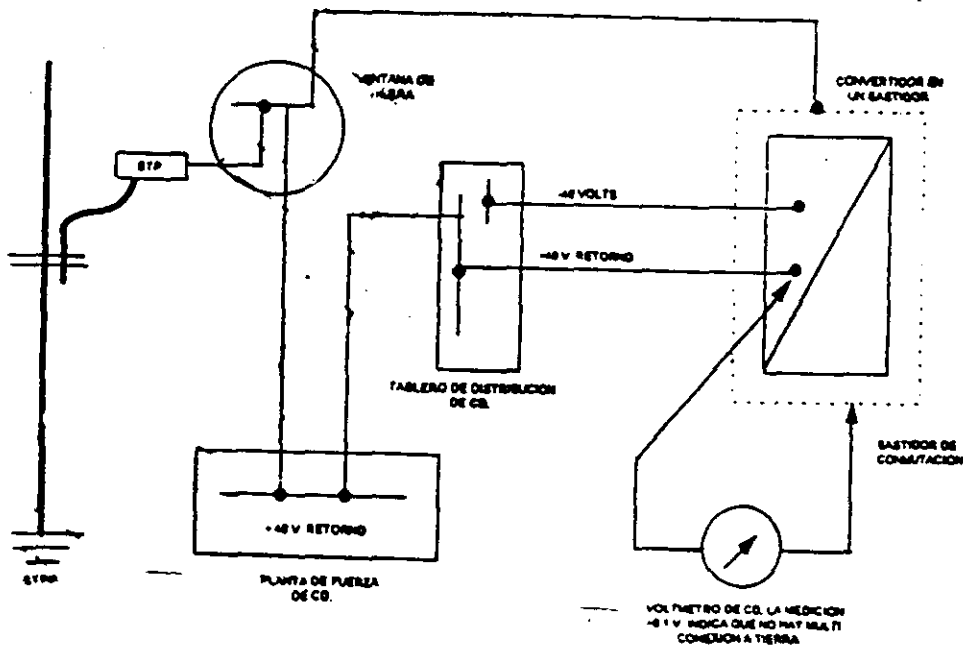 VENTANA DE
CONVERTIDOR EN
UN BASTIDOR
BTP
-48 VOLTS
-48 V. RETORNO
TABLERO DE DISTRIBUCION
DE CD.
BASTIDOR DE
CONMUTACION
+48 V. RETORNO
PLANTA DE FUERZA
DE CD.
VOLTMETRO DE CD. LA MEDICION
V. INDICA QUE NO HAY MULTI
CONEXION A TIERRA